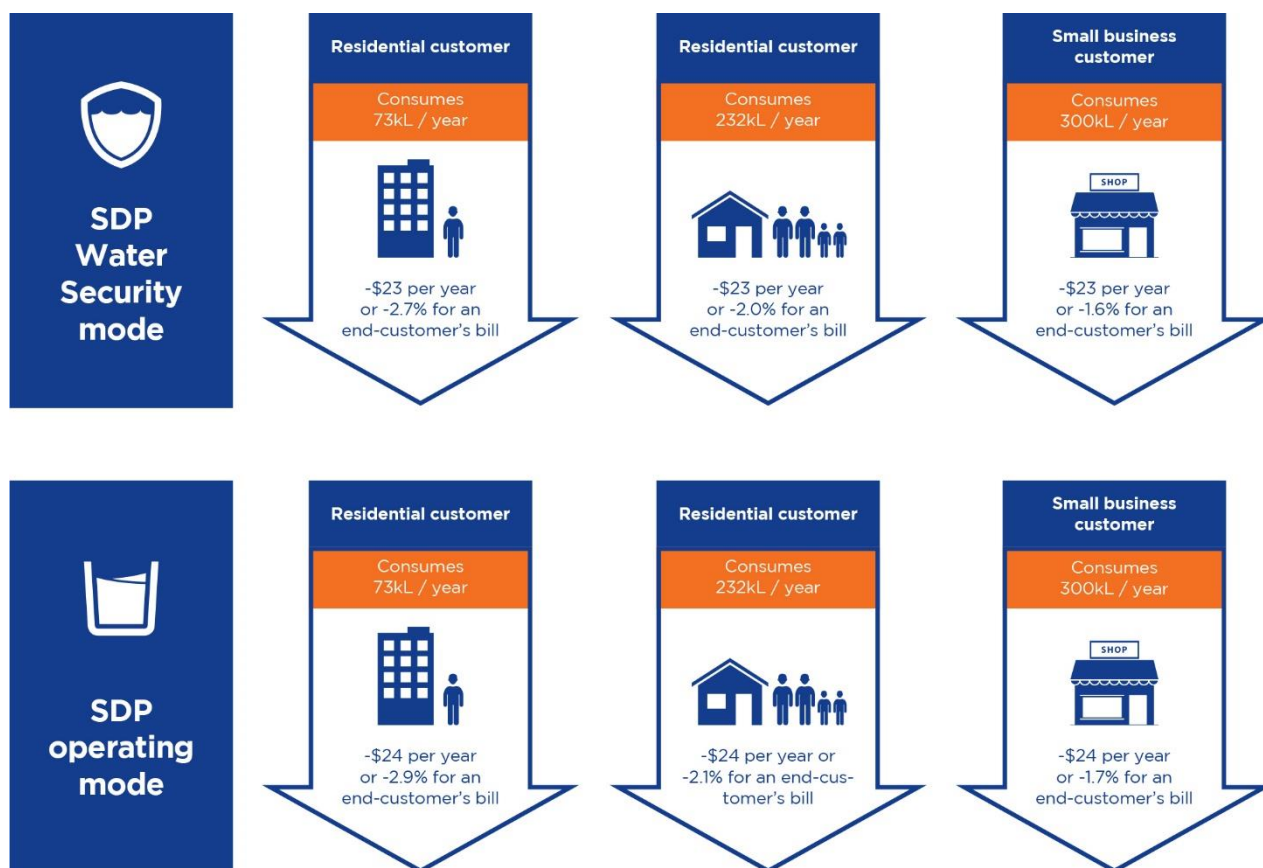 SDP
Water
Security
mode
Residential customer
Consumes
73kL / year
-$23 per year
or -2.7% for an
end-customer's bill
Residential customer
Consumes
232kL / year
-$23 per year
or -2.0% for an
end-customer's bill
Small business
customer
Consumes
300kL / year
SHOP
-$23 per year
or -1.6% for an
end-customer's bill
SDP
operating
mode
Residential customer
Consumes
73kL / year
-$24 per year
or -2.9% for an
end-customer's bill
Residential customer
Consumes
232kL / year
-$24 per year or
-2.1% for an end-cus-
tomer's bill
Small business
customer
Consumes
300kL / year
SHOP
-$24 per year
or -1.7% for an
end-customer's bill